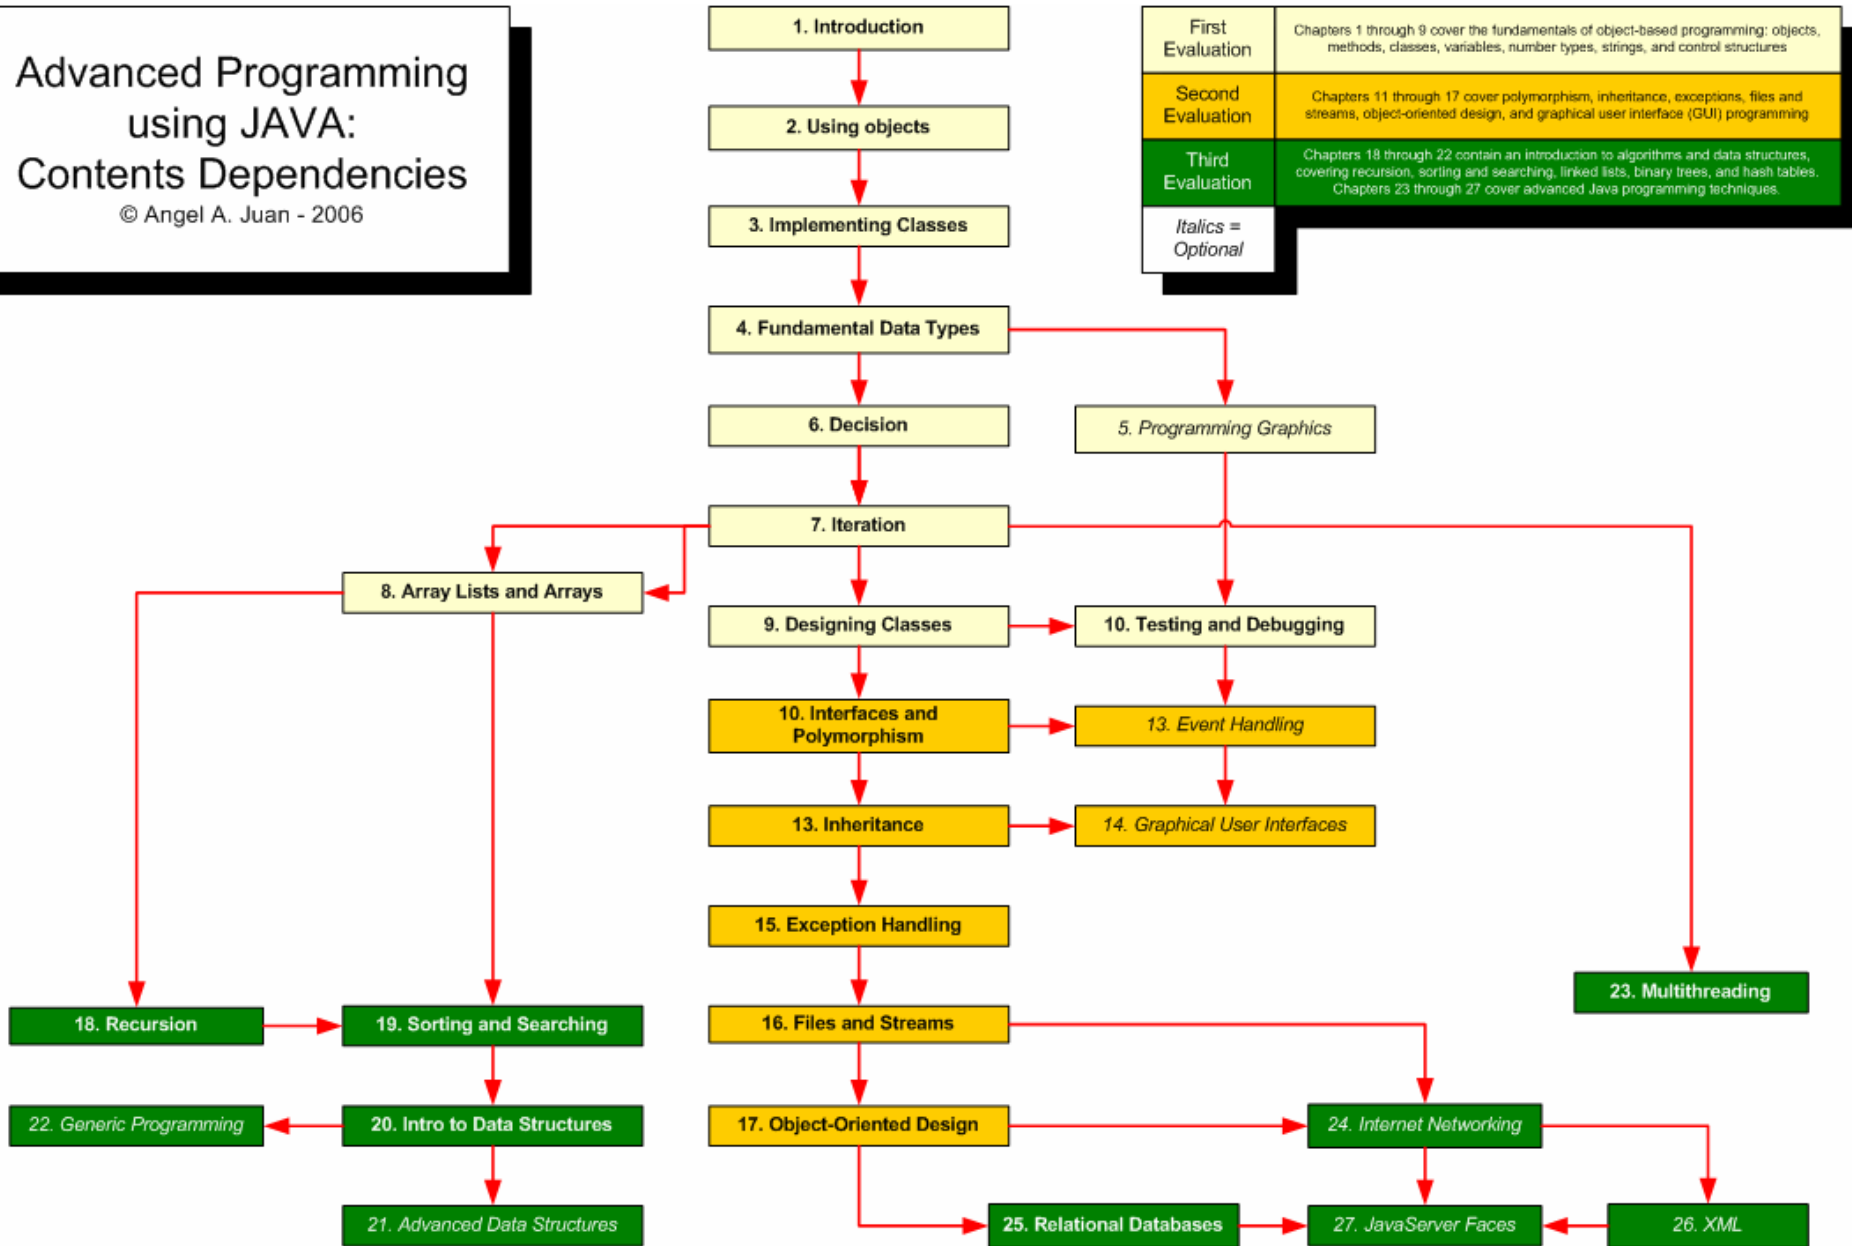 Advanced Programming
using JAVA:
Contents Dependencies
© Angel A. Juan - 2006
First
Evaluation
Chapters 1 through 9 cover the fundamentals of object-based programming: objects,
methods, classes, variables, number types, strings, and control structures
Second
Evaluation
Chapters 11 through 17 cover polymorphism, inheritance, exceptions, files and
streams, object-oriented design, and graphical user interface (GUI) programming
Third
Evaluation
Chapters 18 through 22 contain an introduction to algorithms and data structures,
covering recursion, sorting and searching, linked lists, binary trees, and hash tables.
Chapters 23 through 27 cover advanced Java programming techniques.
Italics =
Optional
1. Introduction
2. Using objects
3. Implementing Classes
4. Fundamental Data Types
6. Decision
5. Programming Graphics
7. Iteration
8. Array Lists and Arrays
9. Designing Classes
10. Testing and Debugging
10. Interfaces and
Polymorphism
13. Event Handling
13. Inheritance
14. Graphical User Interfaces
15. Exception Handling
23. Multithreading
18. Recursion
19. Sorting and Searching
16. Files and Streams
22. Generic Programming
20. Intro to Data Structures
17. Object-Oriented Design
24. Internet Networking
21. Advanced Data Structures
25. Relational Databases
27. JavaServer Faces
26. XML